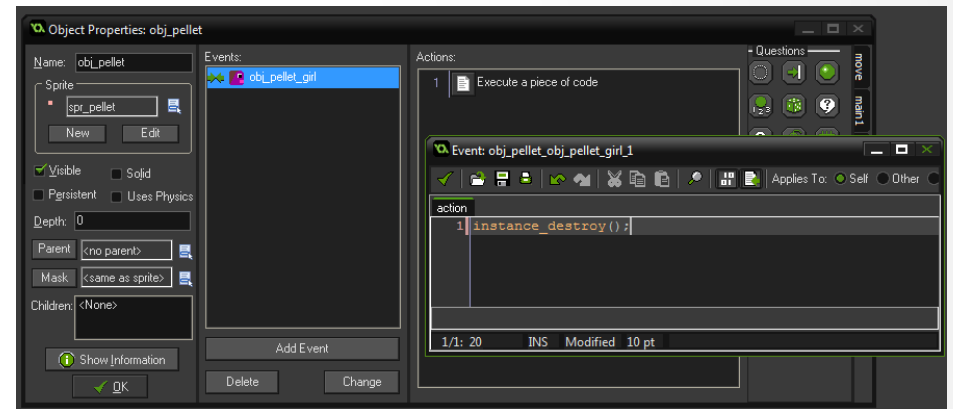 Object Properties: obj_pellet
Name: obj_pellet
Sprite
spr_pellet
New Edit
Visible Solid
Persistent Uses Physics
Depth: 0
Parent <no parent>
Mask <same as sprite>
Children: <None>
Show Information
OK
Events:
obj_pellet_girl
Add Event
Delete Change
Actions:
1 Execute a piece of code
Questions
move
main1
Event: obj_pellet_obj_pellet_girl_1
Applies To: Self Other
action
1 instance_destroy();
1/1: 20 INS Modified 10 pt